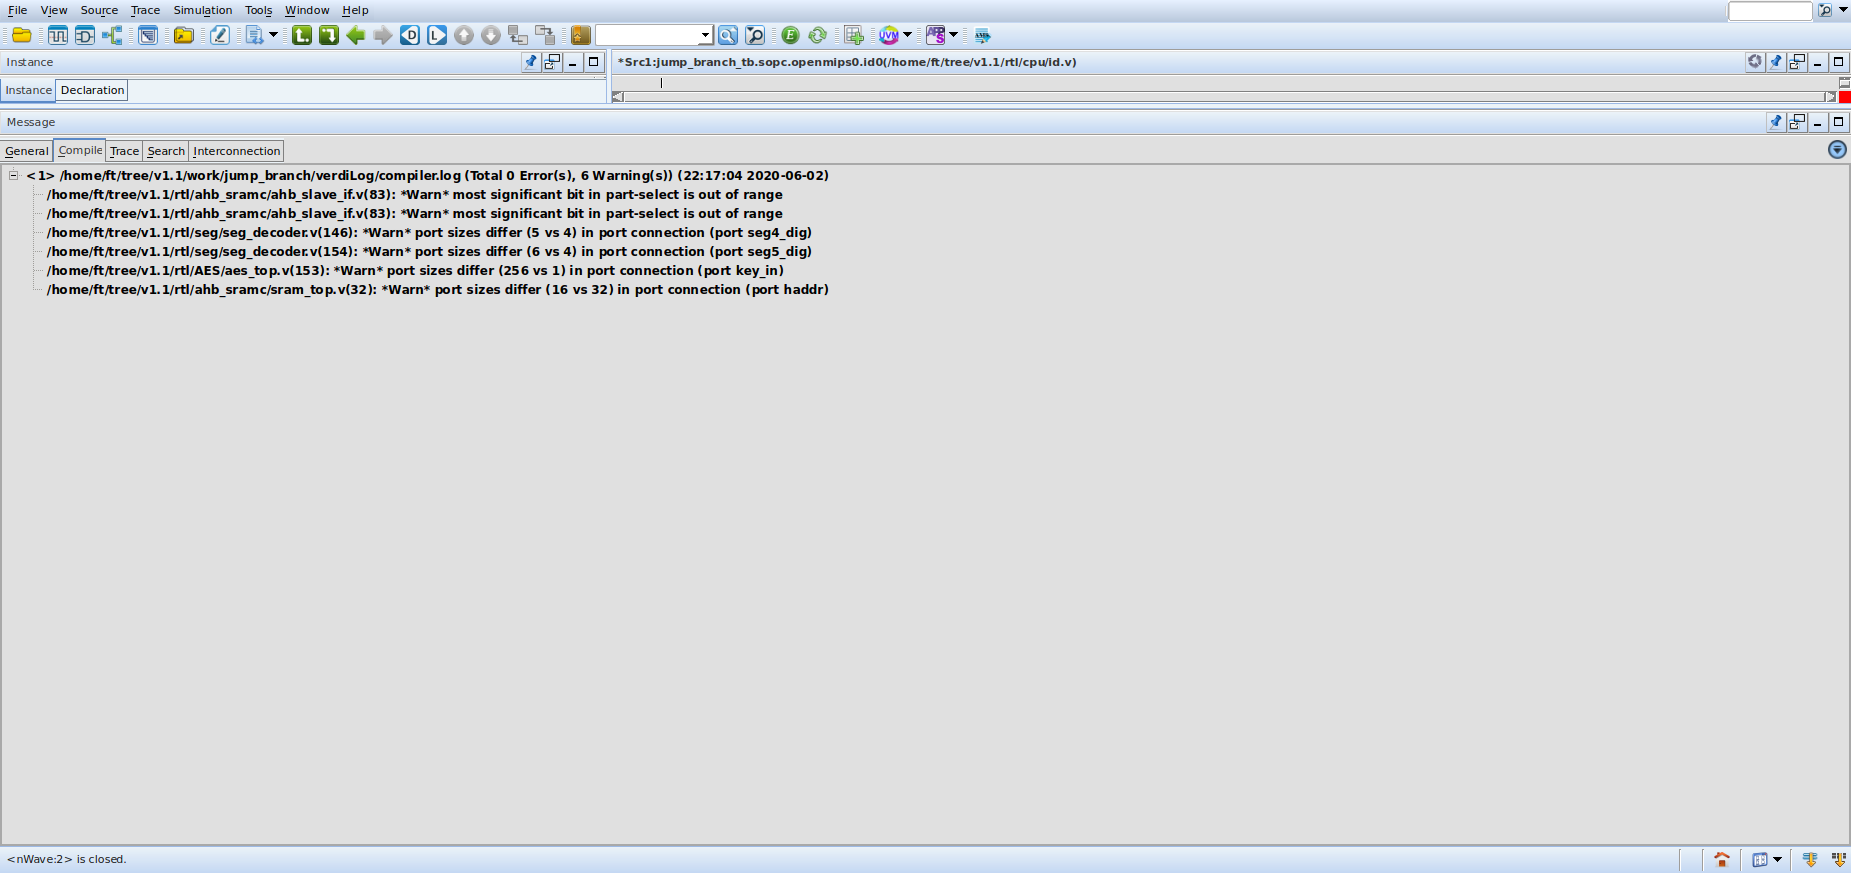 File View Source Trace Simulation Tools Window Help
Instance
*Src1:jump_branch_tb.sopc.openmips0.id0(/home/ft/tree/v1.1/rtl/cpu/id.v)
Instance Declaration
Message
General Compile Trace Search Interconnection
<1> /home/ft/tree/v1.1/work/jump_branch/verdiLog/compiler.log (Total 0 Error(s), 6 Warning(s)) (22:17:04 2020-06-02)
/home/ft/tree/v1.1/rtl/ahb_sramc/ahb_slave_if.v(83): *Warn* most significant bit in part-select is out of range
/home/ft/tree/v1.1/rtl/ahb_sramc/ahb_slave_if.v(83): *Warn* most significant bit in part-select is out of range
/home/ft/tree/v1.1/rtl/seg/seg_decoder.v(146): *Warn* port sizes differ (5 vs 4) in port connection (port seg4_dig)
/home/ft/tree/v1.1/rtl/seg/seg_decoder.v(154): *Warn* port sizes differ (6 vs 4) in port connection (port seg5_dig)
/home/ft/tree/v1.1/rtl/AES/aes_top.v(153): *Warn* port sizes differ (256 vs 1) in port connection (port key_in)
/home/ft/tree/v1.1/rtl/ahb_sramc/sram_top.v(32): *Warn* port sizes differ (16 vs 32) in port connection (port haddr)
<nWave:2> is closed.